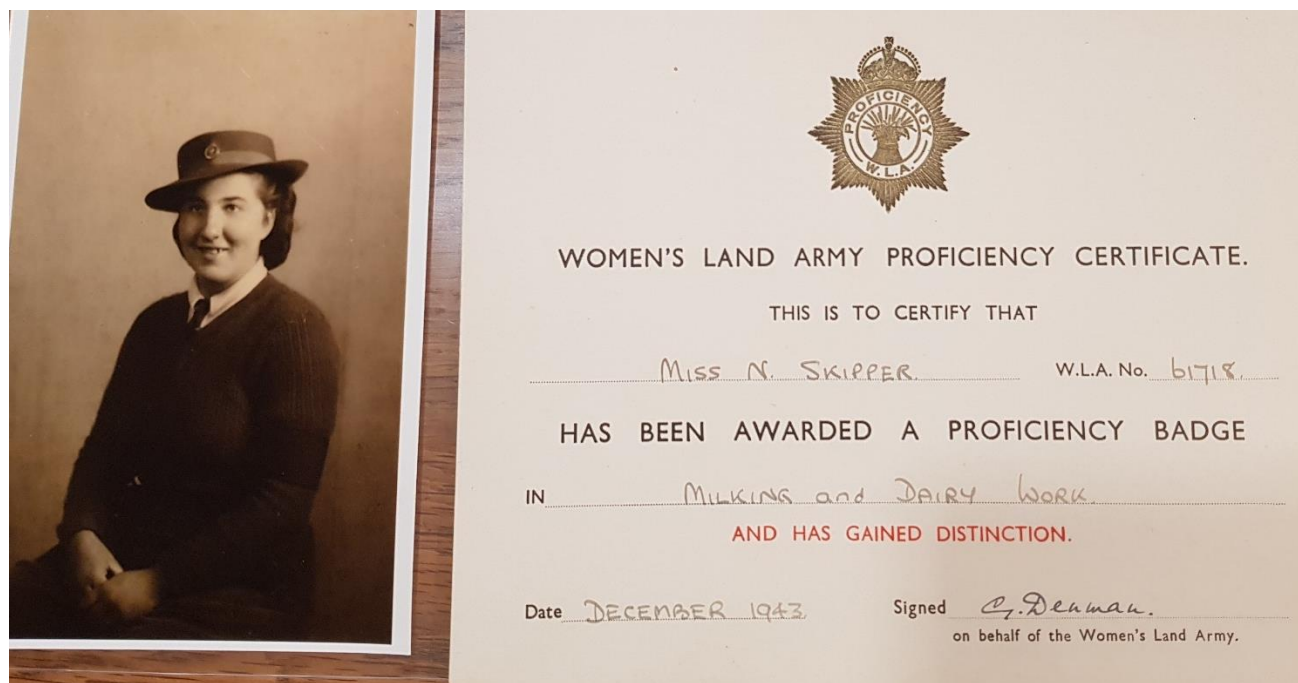 PROFICIENCY
W.L.A.
WOMEN'S LAND ARMY PROFICIENCY CERTIFICATE.
THIS IS TO CERTIFY THAT
MISS N. SKIPPER. W.L.A. No. 61718.
HAS BEEN AWARDED A PROFICIENCY BADGE
IN MILKING and DAIRY WORK.
AND HAS GAINED DISTINCTION.
Date DECEMBER 1943 Signed G. Denman.
on behalf of the Women's Land Army.